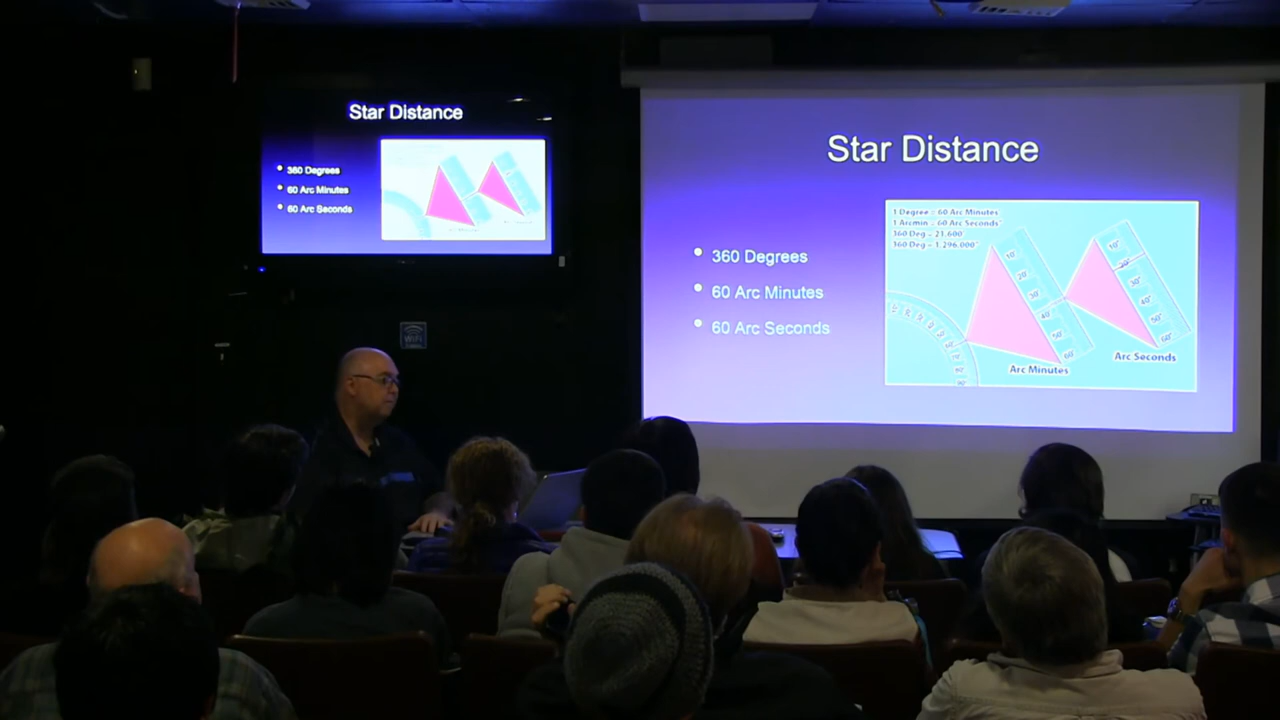 Star Distance
360 Degrees
60 Arc Minutes
60 Arc Seconds
WiFi
Star Distance
360 Degrees
60 Arc Minutes
60 Arc Seconds
1 Degree = 60 Arc Minutes
1 Arcmin = 60 Arc Seconds"
360 Deg = 21,600'
360 Deg = 1,296,000"
10'
20'
30'
40'
50'
60'
Arc Minutes
10"
20"
30"
40"
50"
60"
Arc Seconds